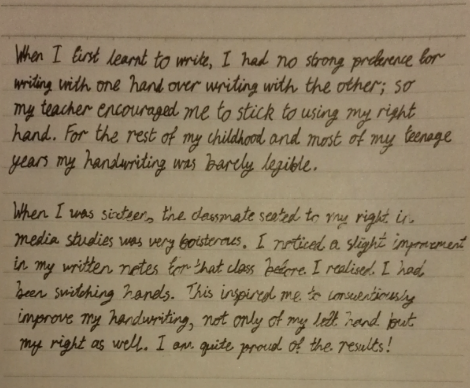 When I first learnt to write, I had no strong preference for
writing with one hand over writing with the other; so
my teacher encouraged me to stick to using my right
hand. For the rest of my childhood and most of my teenage
years my handwriting was barely legible.
When I was sixteen, the classmate seated to my right in
media studies was very boisterous. I noticed a slight improvement
in my written notes for that class before I realised I had
been switching hands. This inspired me to conscientiously
improve my handwriting, not only of my left hand but
my right as well. I am quite proud of the results!